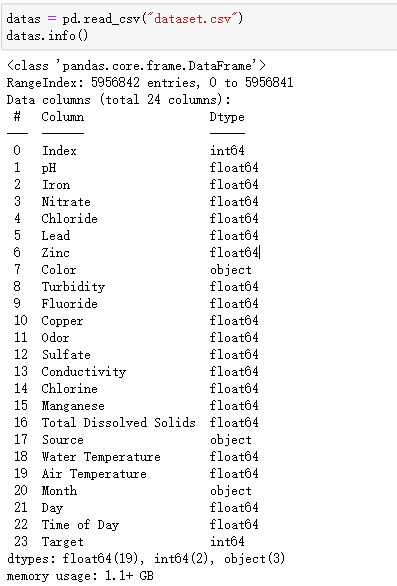 datas = pd.read_csv("dataset.csv")
datas.info()
<class 'pandas.core.frame.DataFrame'>
RangeIndex: 5956842 entries, 0 to 5956841
Data columns (total 24 columns):
 #   Column                  Dtype
---  ------                  -----
 0   Index                   int64
 1   pH                      float64
 2   Iron                    float64
 3   Nitrate                 float64
 4   Chloride                float64
 5   Lead                    float64
 6   Zinc                    float64
 7   Color                   object
 8   Turbidity               float64
 9   Fluoride                float64
 10  Copper                  float64
 11  Odor                    float64
 12  Sulfate                 float64
 13  Conductivity            float64
 14  Chlorine                float64
 15  Manganese               float64
 16  Total Dissolved Solids  float64
 17  Source                  object
 18  Water Temperature       float64
 19  Air Temperature         float64
 20  Month                   object
 21  Day                     float64
 22  Time of Day             float64
 23  Target                  int64
dtypes: float64(19), int64(2), object(3)
memory usage: 1.1+ GB